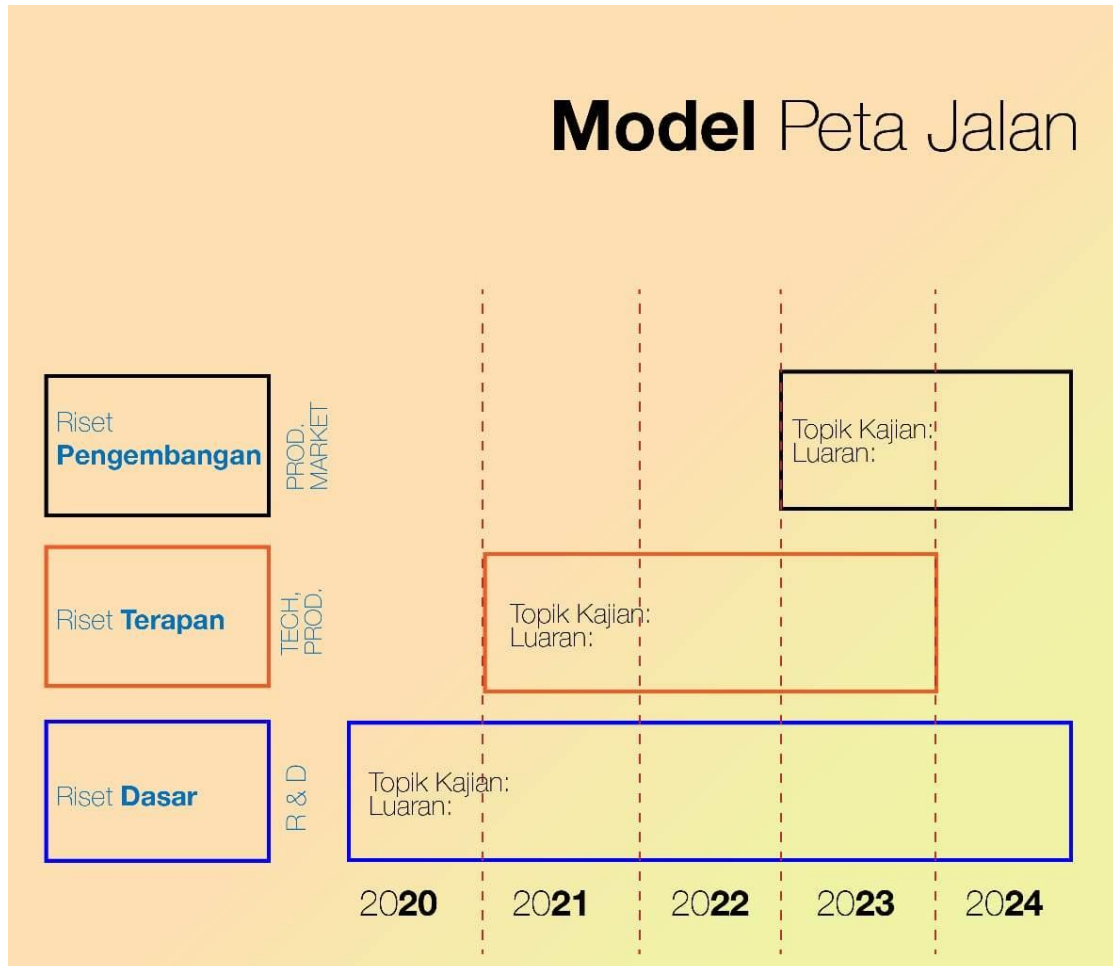 Model Peta Jalan
Riset
Pengembangan
PROD.
MARKET
Topik Kajian:
Luaran:
Riset Terapan
TECH,
PROD.
Topik Kajian:
Luaran:
Riset Dasar
R & D
Topik Kajian:
Luaran:
2020 2021 2022 2023 2024